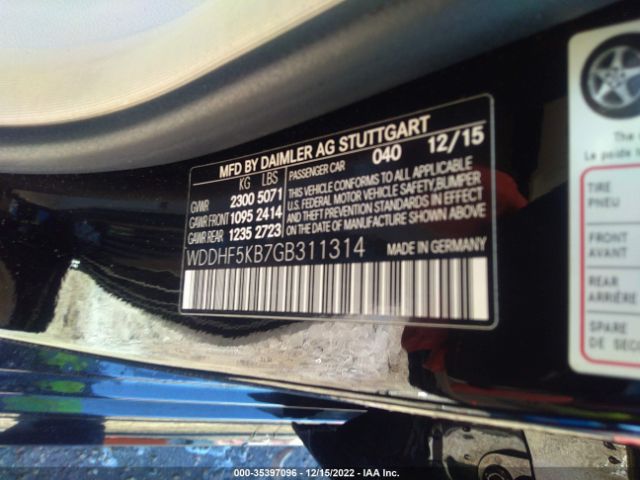 MFD BY DAIMLER AG STUTTGART
040 12/15
KG LBS
GVWR 2300 5071
GAWR FRONT 1095 2414
GAWR REAR 1235 2723
PASSENGER CAR
THIS VEHICLE CONFORMS TO ALL APPLICABLE
U.S. FEDERAL MOTOR VEHICLE SAFETY, BUMPER
AND THEFT PREVENTION STANDARDS IN EFFECT
ON THE DATE OF MANUFACTURE SHOWN ABOVE
WDDHF5KB7GB311314
MADE IN GERMANY
TIRE
PNEU
FRONT
AVANT
REAR
ARRIÈRE
SPARE
DE
000-35397096 - 12/15/2022 - IAA Inc.